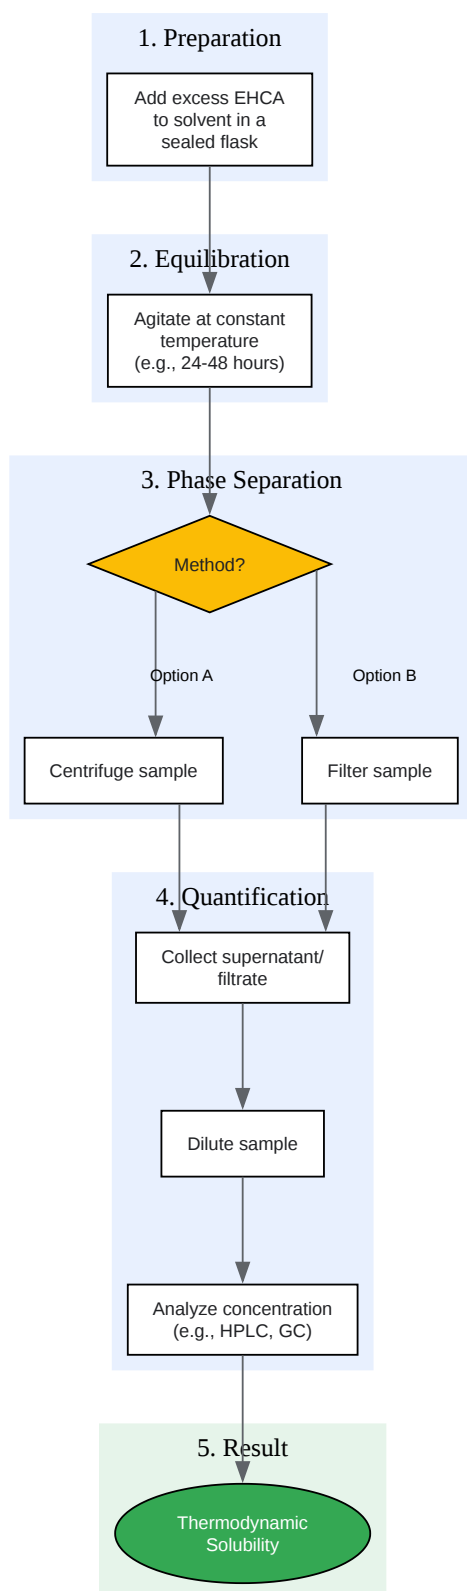 1. Preparation
Add excess EHCA
to solvent in a
sealed flask
2. Equilibration
Agitate at constant
temperature
(e.g., 24-48 hours)
3. Phase Separation
Method?
Option A
Option B
Centrifuge sample
Filter sample
4. Quantification
Collect supernatant/
filtrate
Dilute sample
Analyze concentration
(e.g., HPLC, GC)
5. Result
Thermodynamic
Solubility